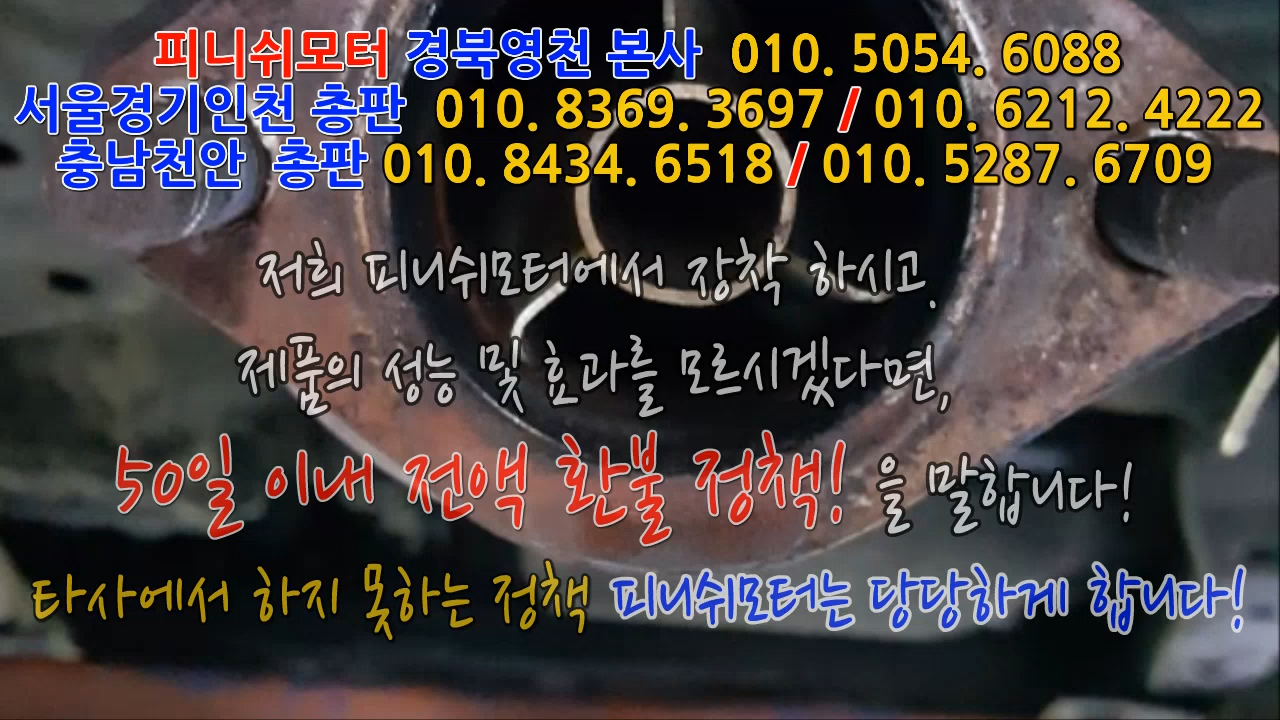 피니쉬모터 경북영천 본사 010. 5054. 6088
서울경기인천 총판 010. 8369. 3697 / 010. 6212. 4222
충남천안 총판 010. 8434. 6518 / 010. 5287. 6709
저희 피니쉬모터에서 장착 하시고.
제품의 성능 및 효과를 모르시겠다면,
50일 이내 전액 환불 정책! 을 말합니다!
타사에서 하지 못하는 정책 피니쉬모터는 당당하게 합니다!